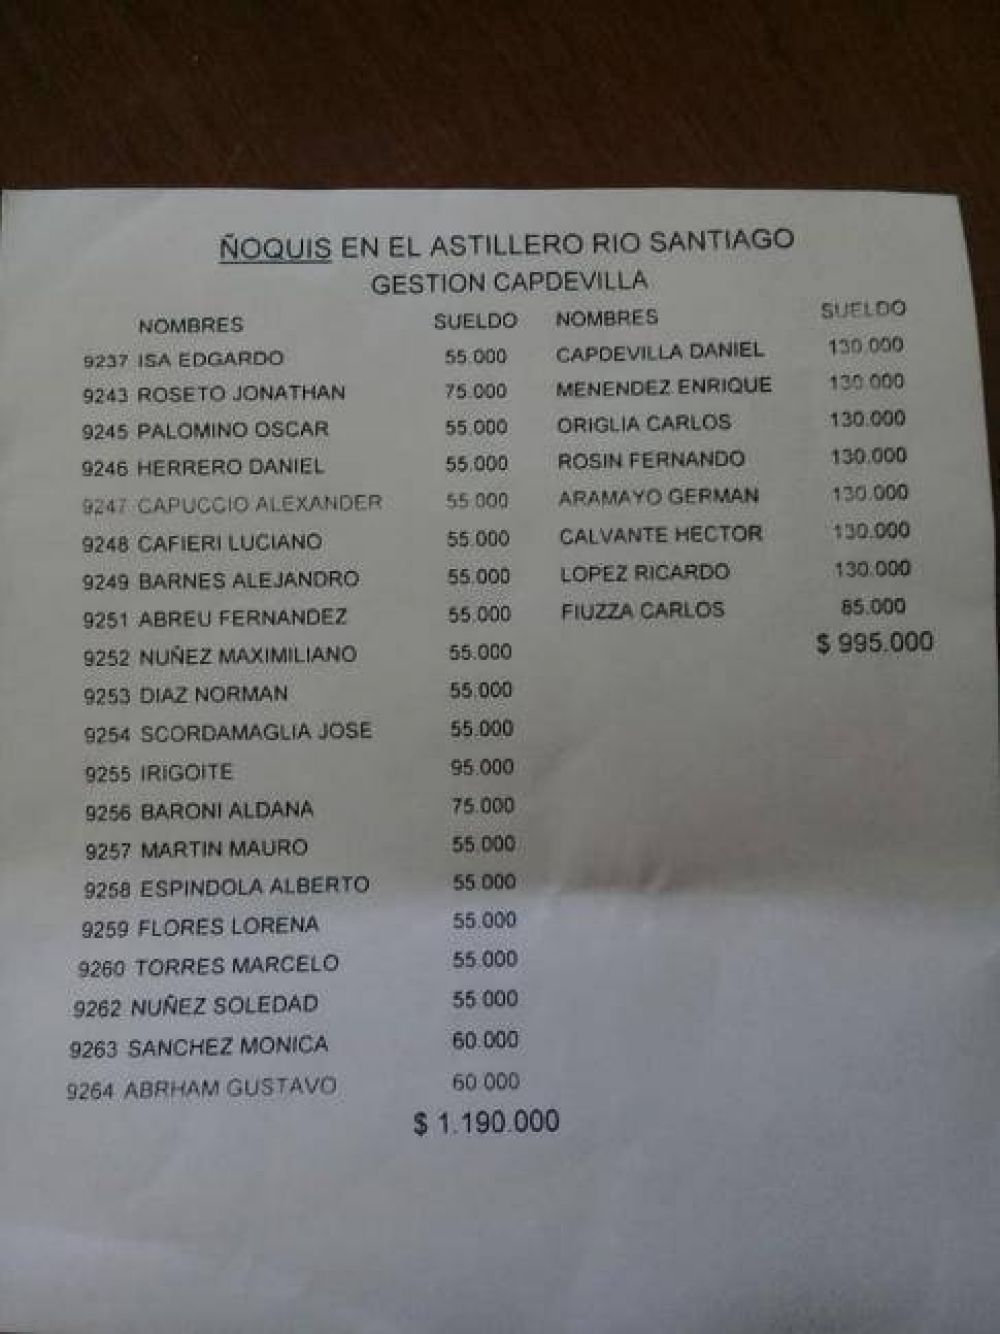 ÑOQUIS EN EL ASTILLERO RIO SANTIAGO
GESTION CAPDEVILLA
NOMBRES SUELDO NOMBRES SUELDO
9237 ISA EDGARDO 55.000 CAPDEVILLA DANIEL 130.000
9243 ROSETO JONATHAN 75.000 MENENDEZ ENRIQUE 130.000
9245 PALOMINO OSCAR 55.000 ORIGLIA CARLOS 130.000
9246 HERRERO DANIEL 55.000 ROSIN FERNANDO 130.000
9247 CAPUCCIO ALEXANDER 55.000 ARAMAYO GERMAN 130.000
9248 CAFIERI LUCIANO 55.000 CALVANTE HECTOR 130.000
9249 BARNES ALEJANDRO 55.000 LOPEZ RICARDO 130.000
9251 ABREU FERNANDEZ 55.000 FIUZZA CARLOS 85.000
9252 NUÑEZ MAXIMILIANO 55.000 $ 995.000
9253 DIAZ NORMAN 55.000
9254 SCORDAMAGLIA JOSE 55.000
9255 IRIGOITE 95.000
9256 BARONI ALDANA 75.000
9257 MARTIN MAURO 55.000
9258 ESPINDOLA ALBERTO 55.000
9259 FLORES LORENA 55.000
9260 TORRES MARCELO 55.000
9262 NUÑEZ SOLEDAD 55.000
9263 SANCHEZ MONICA 60.000
9264 ABRHAM GUSTAVO 60.000
$ 1.190.000